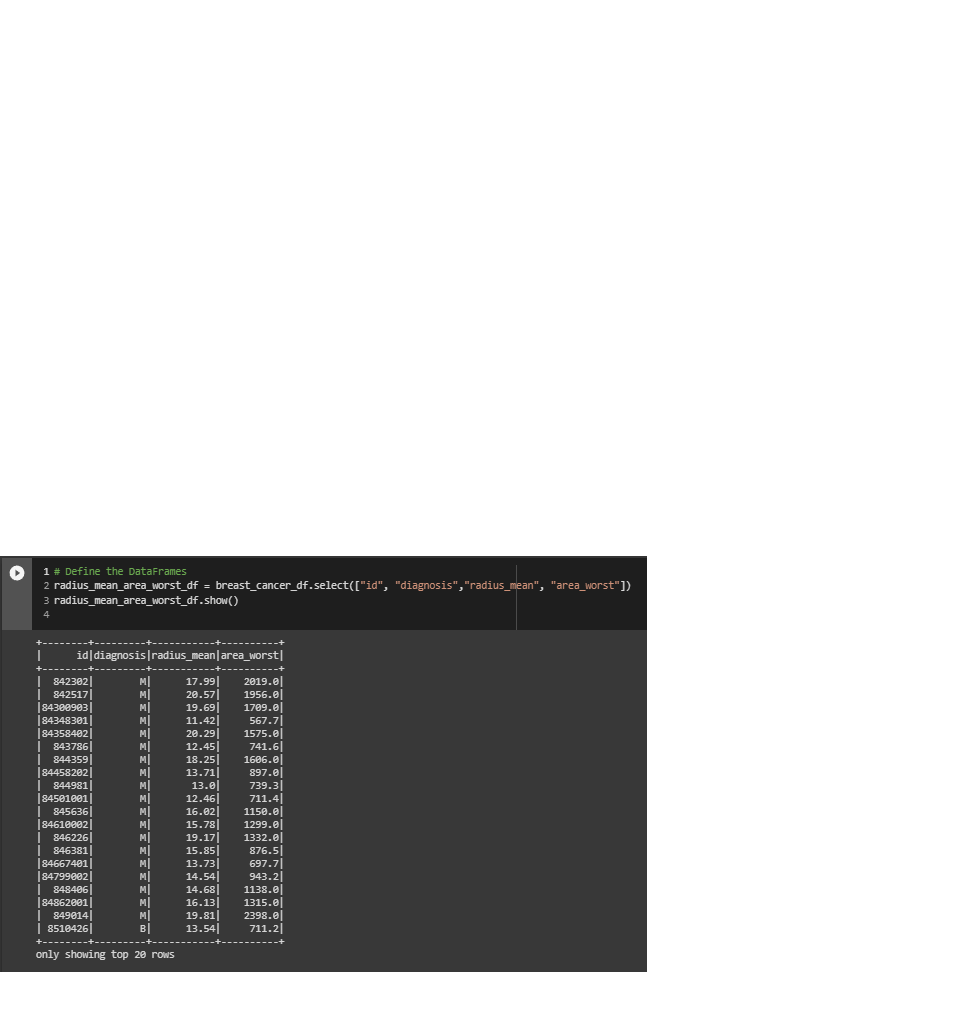 1 # Define the DataFrames
2 radius_mean_area_worst_df = breast_cancer_df.select(["id", "diagnosis","radius_mean", "area_worst"])
3 radius_mean_area_worst_df.show()
4
+--------+---------+-----------+----------+
|      id|diagnosis|radius_mean|area_worst|
+--------+---------+-----------+----------+
|  842302|        M|      17.99|    2019.0|
|  842517|        M|      20.57|    1956.0|
|84300903|        M|      19.69|    1709.0|
|84348301|        M|      11.42|     567.7|
|84358402|        M|      20.29|    1575.0|
|  843786|        M|      12.45|     741.6|
|  844359|        M|      18.25|    1606.0|
|84458202|        M|      13.71|     897.0|
|  844981|        M|       13.0|     739.3|
|84501001|        M|      12.46|     711.4|
|  845636|        M|      16.02|    1150.0|
|84610002|        M|      15.78|    1299.0|
|  846226|        M|      19.17|    1332.0|
|  846381|        M|      15.85|     876.5|
|84667401|        M|      13.73|     697.7|
|84799002|        M|      14.54|     943.2|
|  848406|        M|      14.68|    1138.0|
|84862001|        M|      16.13|    1315.0|
|  849014|        M|      19.81|    2398.0|
| 8510426|        B|      13.54|     711.2|
+--------+---------+-----------+----------+
only showing top 20 rows